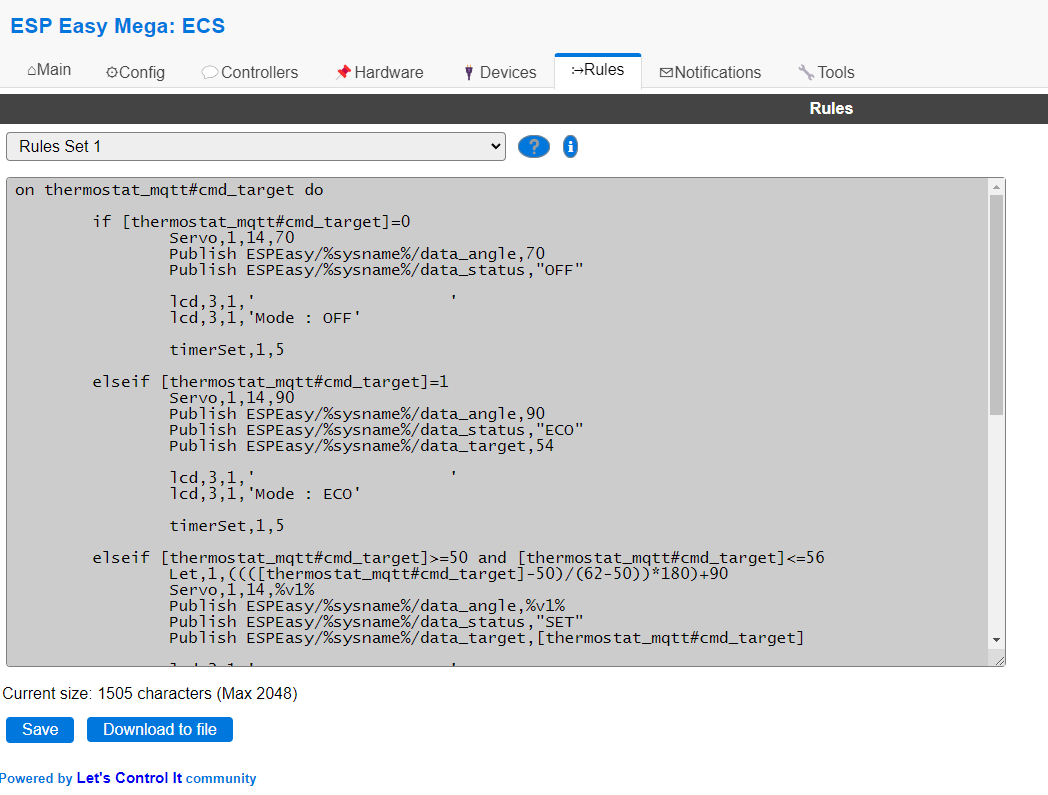 ESP Easy Mega: ECS
⌂Main
⚙Config
Controllers
Hardware
Devices
Rules
✉Notifications
Tools
Rules
Rules Set 1
?
i
on thermostat_mqtt#cmd_target do
if [thermostat_mqtt#cmd_target]=0
Servo,1,14,70
Publish ESPEasy/%sysname%/data_angle,70
Publish ESPEasy/%sysname%/data_status,"OFF"
lcd,3,1,'                    '
lcd,3,1,'Mode : OFF'
timerSet,1,5
elseif [thermostat_mqtt#cmd_target]=1
Servo,1,14,90
Publish ESPEasy/%sysname%/data_angle,90
Publish ESPEasy/%sysname%/data_status,"ECO"
Publish ESPEasy/%sysname%/data_target,54
lcd,3,1,'                    '
lcd,3,1,'Mode : ECO'
timerSet,1,5
elseif [thermostat_mqtt#cmd_target]>=50 and [thermostat_mqtt#cmd_target]<=56
Let,1,((([thermostat_mqtt#cmd_target]-50)/(62-50))*180)+90
Servo,1,14,%v1%
Publish ESPEasy/%sysname%/data_angle,%v1%
Publish ESPEasy/%sysname%/data_status,"SET"
Publish ESPEasy/%sysname%/data_target,[thermostat_mqtt#cmd_target]
Current size: 1505 characters (Max 2048)
Save
Download to file
Powered by Let's Control It community